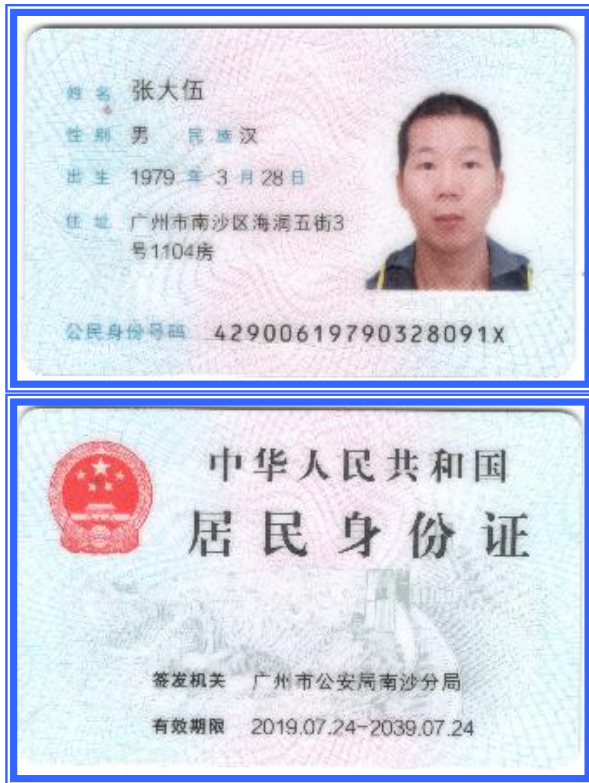 姓名 张大伍
性别 男 民族 汉
出生 1979 年 3 月 28 日
住址 广州市南沙区海润五街3
号1104房
公民身份号码 42900619790328091X
中华人民共和国
居民身份证
签发机关 广州市公安局南沙分局
有效期限 2019.07.24-2039.07.24